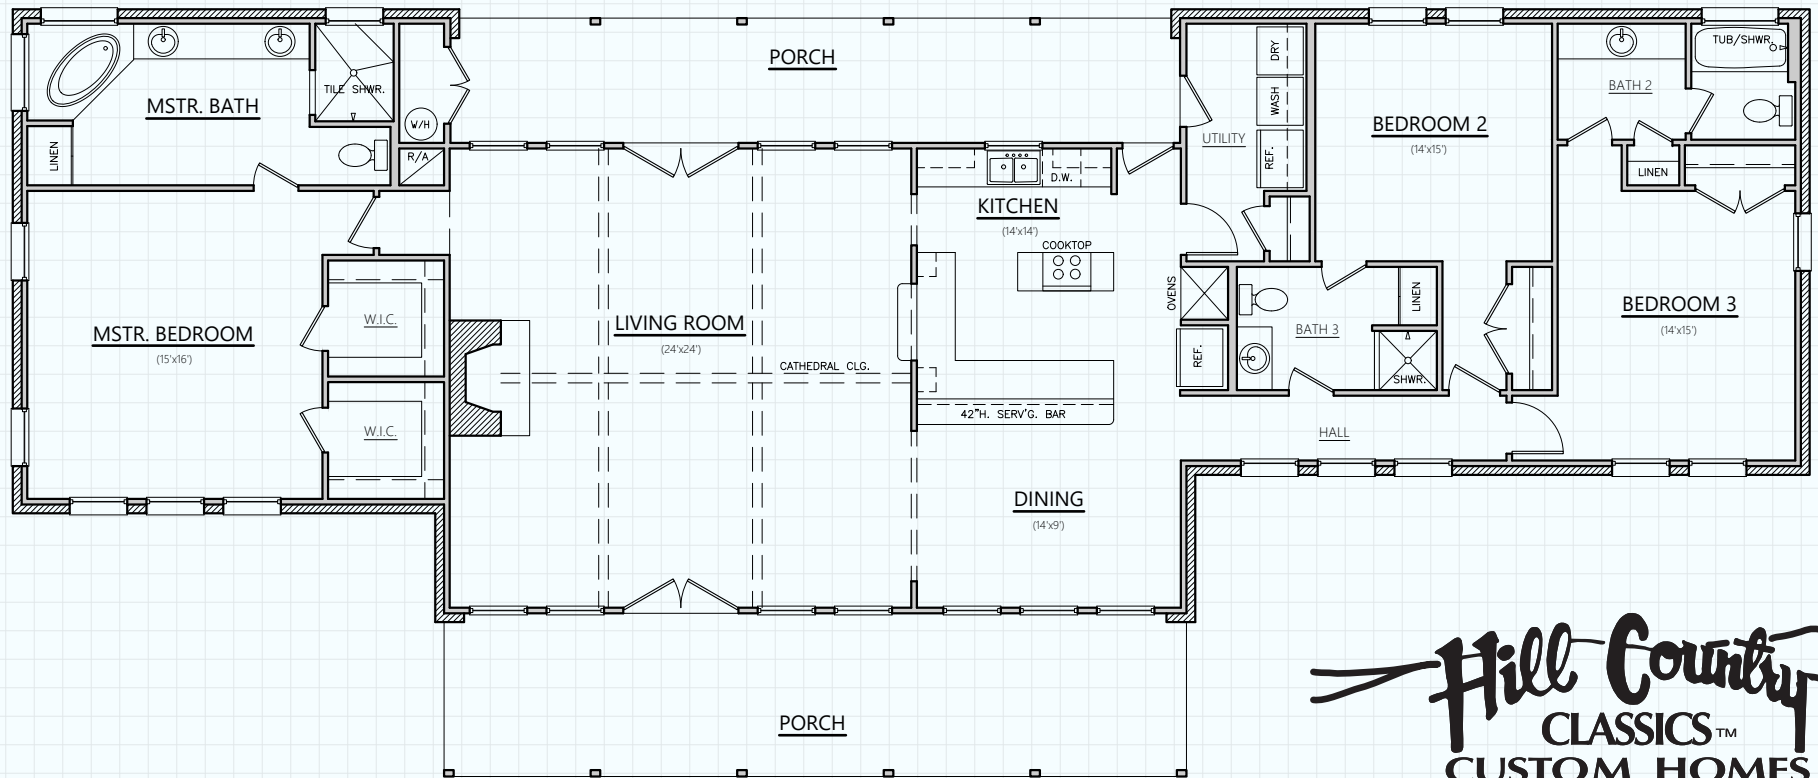 PORCH
MSTR. BATH
TILE SHWR.
W/H
R/A
LINEN
DRY
WASH
REF.
UTILITY
BEDROOM 2
(14'x15')
BATH 2
TUB/SHWR.
LINEN
D.W.
KITCHEN
(14'x14')
COOKTOP
OVENS
REF.
BATH 3
LINEN
SHWR.
BEDROOM 3
(14'x15')
MSTR. BEDROOM
(15'x16')
W.I.C.
W.I.C.
LIVING ROOM
(24'x24')
CATHEDRAL CLG.
42"H. SERV'G. BAR
HALL
DINING
(14'x9')
PORCH
Hill Country
CLASSICS™
CUSTOM HOMES